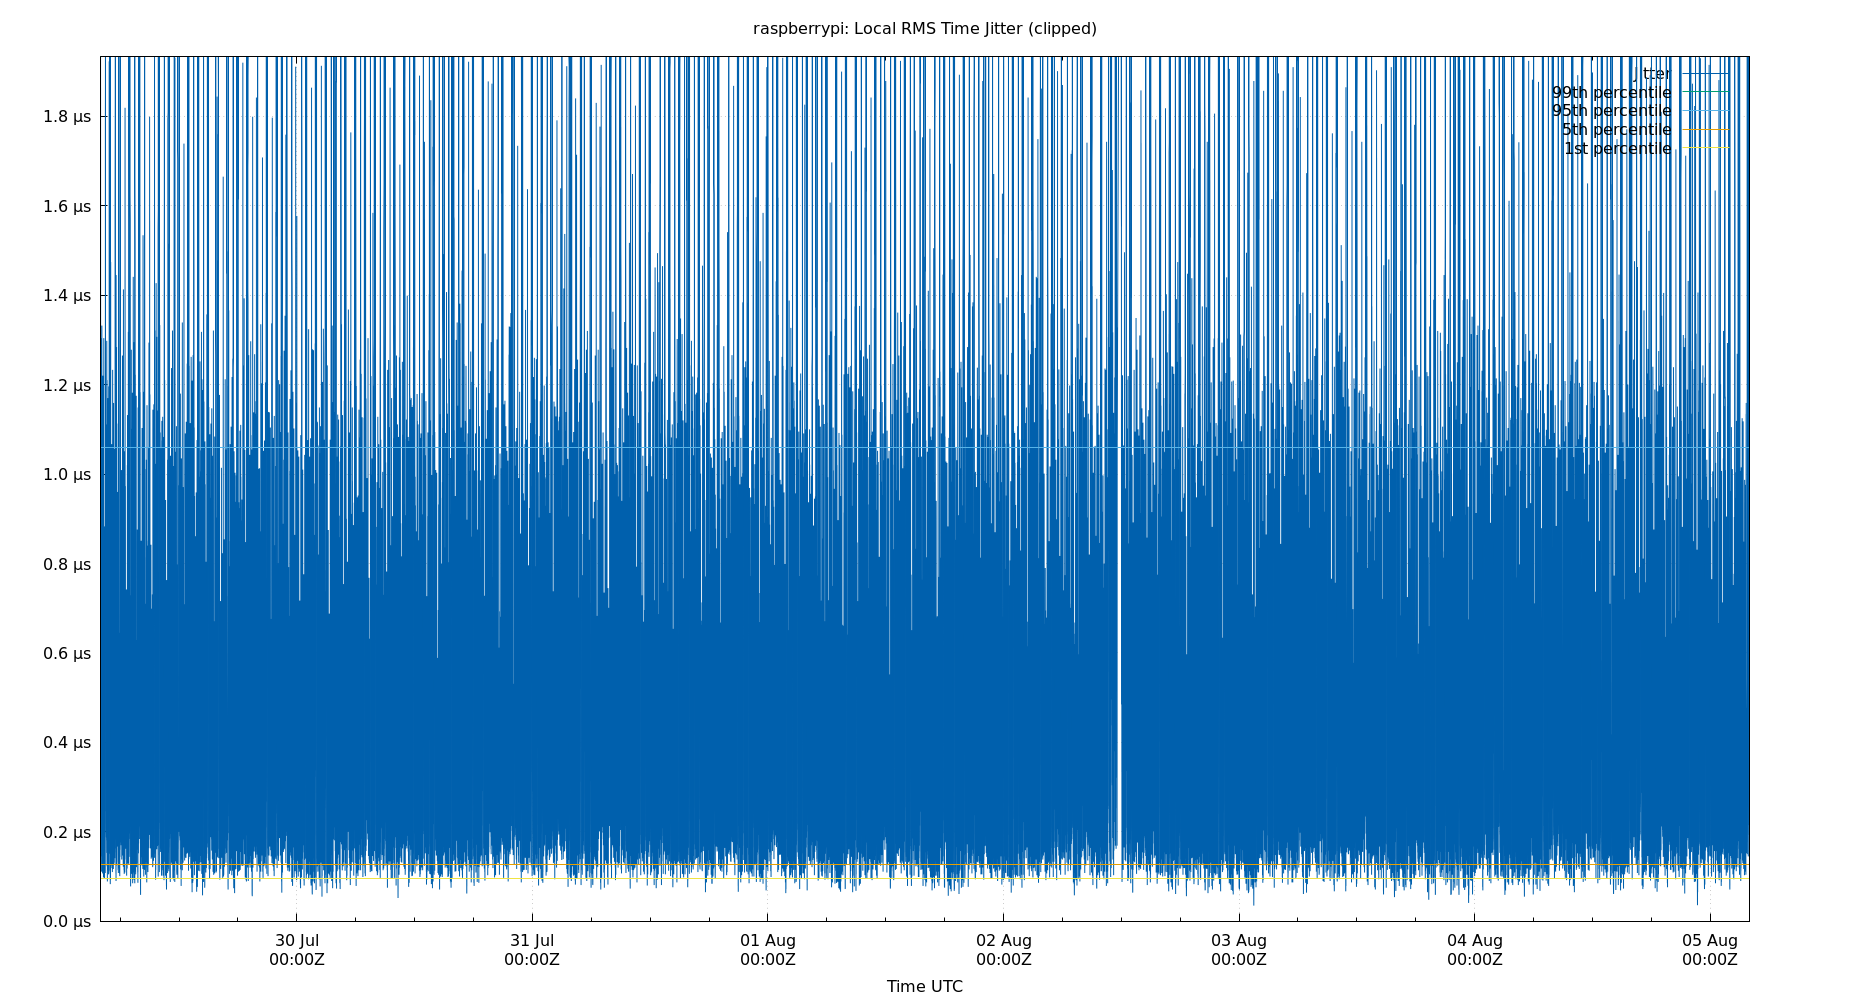 raspberrypi: Local RMS Time Jitter (clipped)
Jitter
99th percentile
95th percentile
5th percentile
1st percentile
1.8 μs
1.6 μs
1.4 μs
1.2 μs
1.0 μs
0.8 μs
0.6 μs
0.4 μs
0.2 μs
0.0 μs
30 Jul 31 Jul 01 Aug 02 Aug 03 Aug 04 Aug 05 Aug
00:00Z 00:00Z 00:00Z 00:00Z 00:00Z 00:00Z 00:00Z
Time UTC